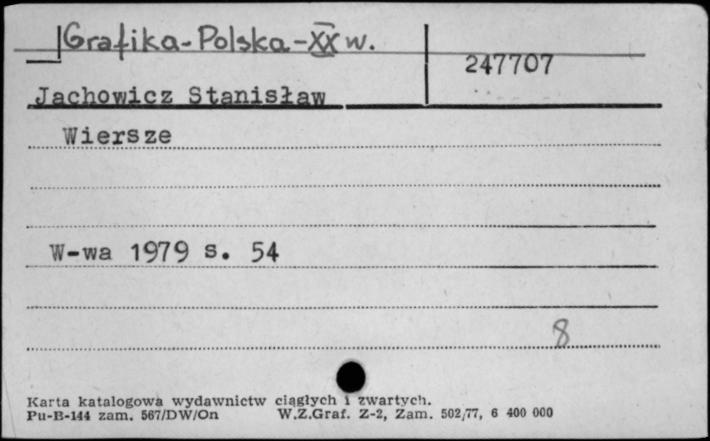 Grafika-Polska-XX w.
247707
Jachowicz Stanisław
Wiersze
W-wa 1979 s. 54
8
Karta katalogowa wydawnictw ciągłych i zwartych.
Pu-B-144 zam. 567/DW/On W.Z.Graf. Z-2, Zam. 502/77, 6 400 000